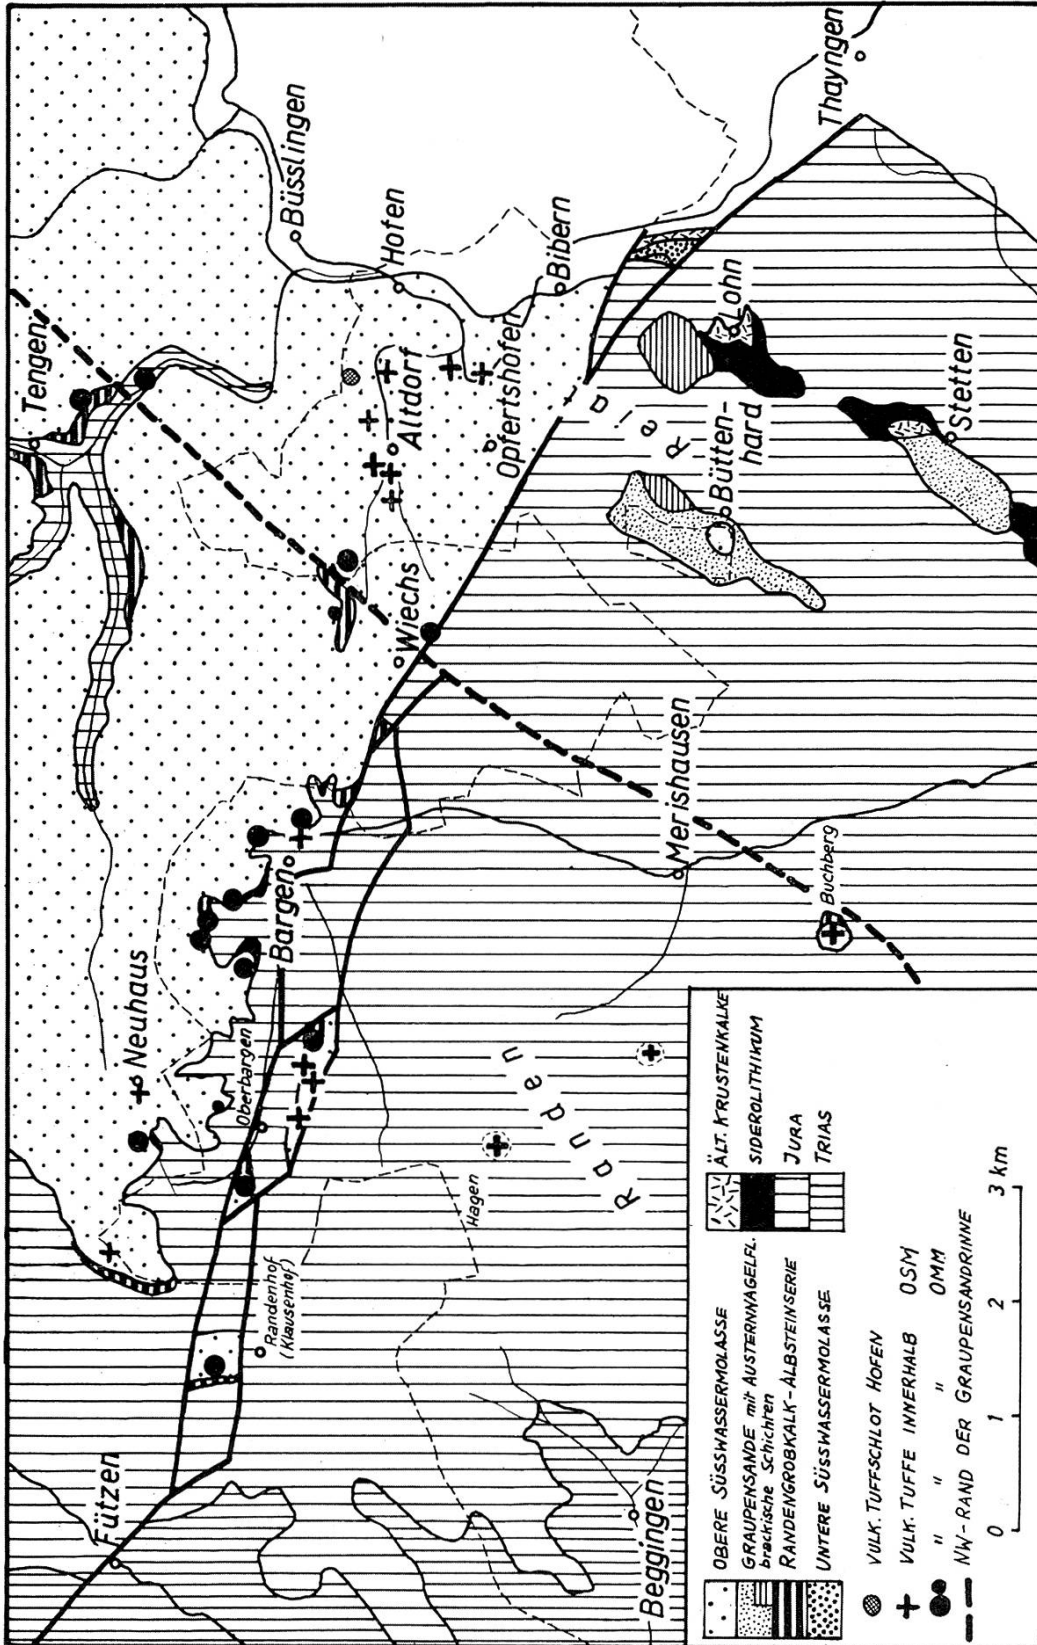 Fützen
Neuhaus
Tengen
Büsslingen
Randenhof
(Klausenhof)
Oberbargen
Bargen
Wiechs
Altdorf
Hofen
Opfertshofen
Bibern
Thayngen
Hagen
Randen
Reiat
Beggingen
Buchberg
Merishausen
Bütten-
hard
Lohn
Stetten
OBERE SÜSSWASSERMOLASSE
GRAUPENSANDE mit AUSTERNNAGELFL.
brackische Schichten
RANDENGROBKALK-ALBSTEINSERIE
UNTERE SÜSSWASSERMOLASSE
ÄLT. KRUSTENKALKE
SIDEROLITHIKUM
JURA
TRIAS
VULK. TUFFSCHLOT HOFEN
VULK. TUFFE INNERHALB OSM
" " " OMM
NW-RAND DER GRAUPENSANDRINNE
0 1 2 3 km